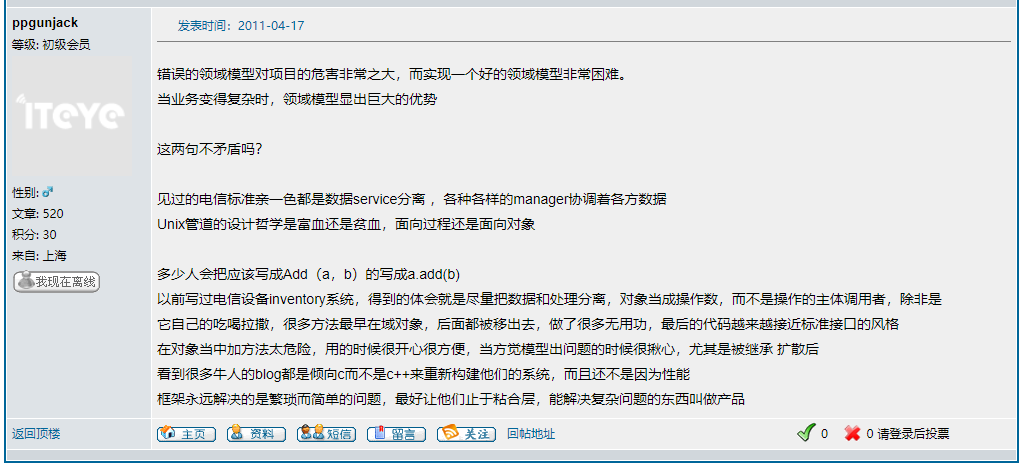 ppgunjack
等级: 初级会员
ITeye
性别:
文章: 520
积分: 30
来自: 上海
我现在离线
发表时间：2011-04-17
错误的领域模型对项目的危害非常之大，而实现一个好的领域模型非常困难。
当业务变得复杂时，领域模型显出巨大的优势
这两句不矛盾吗？
见过的电信标准亲一色都是数据service分离 ，各种各样的manager协调着各方数据
Unix管道的设计哲学是富血还是贫血，面向过程还是面向对象
多少人会把应该写成Add（a，b）的写成a.add(b)
以前写过电信设备inventory系统，得到的体会就是尽量把数据和处理分离，对象当成操作数，而不是操作的主体调用者，除非是
它自己的吃喝拉撒，很多方法最早在域对象，后面都被移出去，做了很多无用功，最后的代码越来越接近标准接口的风格
在对象当中加方法太危险，用的时候很开心很方便，当方觉模型出问题的时候很揪心，尤其是被继承 扩散后
看到很多牛人的blog都是倾向c而不是c++来重新构建他们的系统，而且还不是因为性能
框架永远解决的是繁琐而简单的问题，最好让他们止于粘合层，能解决复杂问题的东西叫做产品
返回顶楼 主页 资料 短信 留言 关注 回帖地址 0 0 请登录后投票